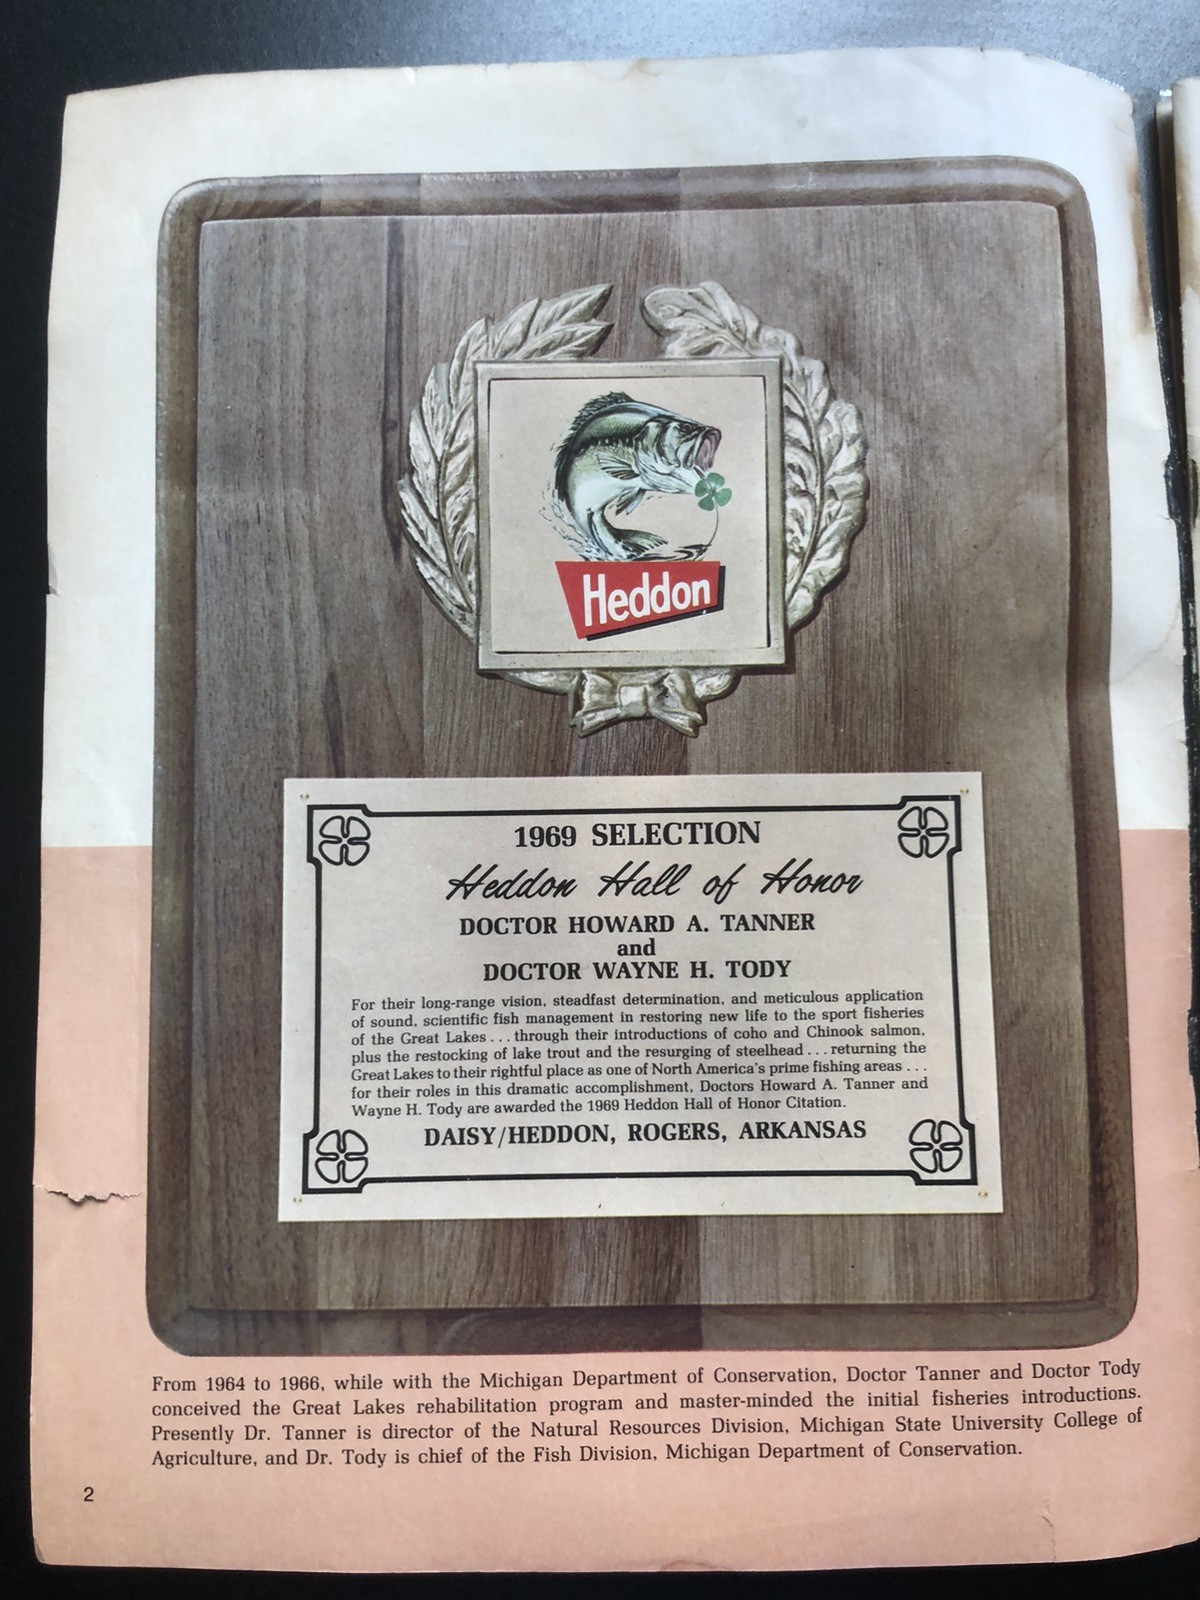 Heddon
1969 SELECTION
Heddon Hall of Honor
DOCTOR HOWARD A. TANNER
and
DOCTOR WAYNE H. TODY
For their long-range vision, steadfast determination, and meticulous application
of sound, scientific fish management in restoring new life to the sport fisheries
of the Great Lakes . . . through their introductions of coho and Chinook salmon,
plus the restocking of lake trout and the resurging of steelhead . . . returning the
Great Lakes to their rightful place as one of North America's prime fishing areas . . .
for their roles in this dramatic accomplishment, Doctors Howard A. Tanner and
Wayne H. Tody are awarded the 1969 Heddon Hall of Honor Citation.
DAISY/HEDDON, ROGERS, ARKANSAS
From 1964 to 1966, while with the Michigan Department of Conservation, Doctor Tanner and Doctor Tody
conceived the Great Lakes rehabilitation program and master-minded the initial fisheries introductions.
Presently Dr. Tanner is director of the Natural Resources Division, Michigan State University College of
Agriculture, and Dr. Tody is chief of the Fish Division, Michigan Department of Conservation.
2